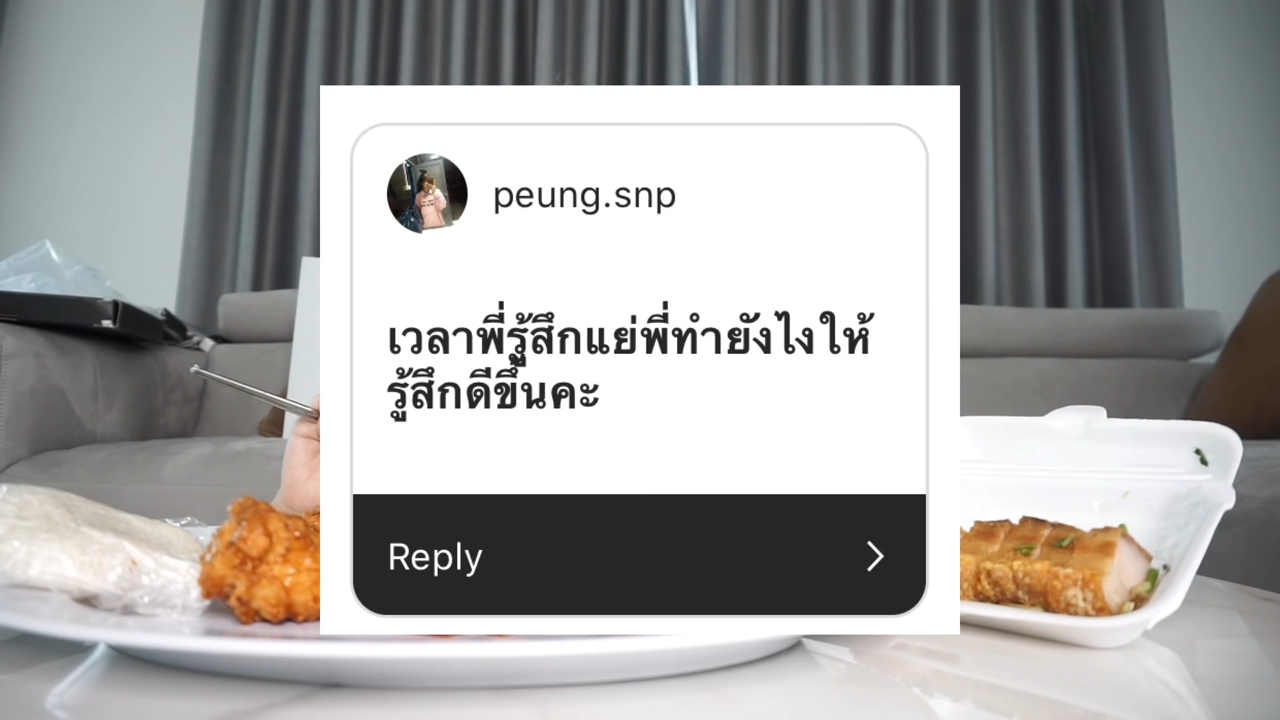 peung.snp
เวลาพี่รู้สึกแย่พี่ทำยังไงให้
รู้สึกดีขึ้นคะ
Reply